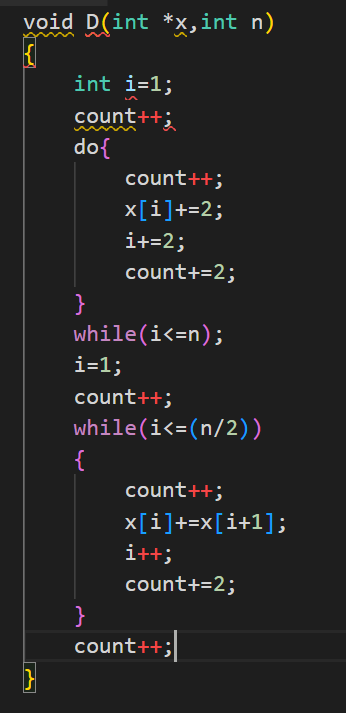 void D(int *x,int n)
{
    int i=1;
    count++;
    do{
        count++;
        x[i]+=2;
        i+=2;
        count+=2;
    }
    while(i<=n);
    i=1;
    count++;
    while(i<=(n/2))
    {
        count++;
        x[i]+=x[i+1];
        i++;
        count+=2;
    }
    count++;
}